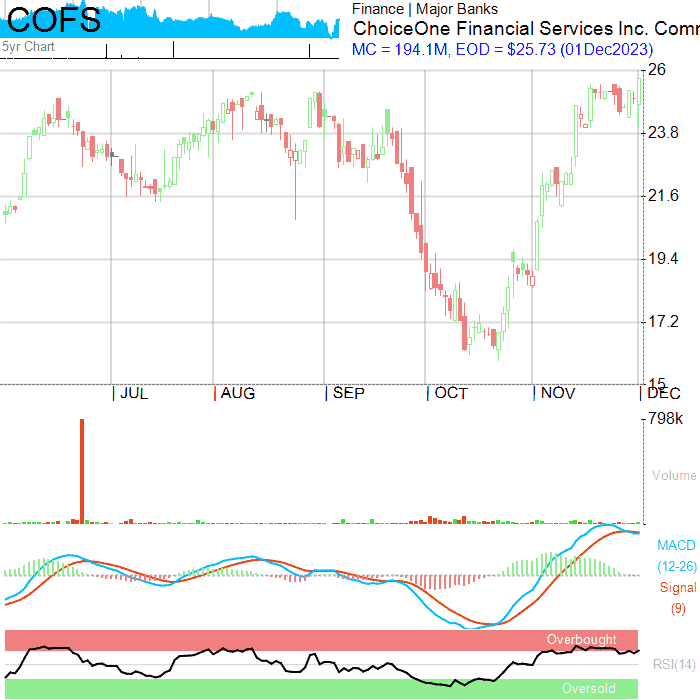 COFS
5yr Chart
Finance | Major Banks
ChoiceOne Financial Services Inc. Comm
MC = 194.1M, EOD = $25.73 (01Dec2023)
26
23.8
21.6
19.4
17.2
15
JUL AUG SEP OCT NOV DEC
798k
Volume
MACD
(12-26)
Signal
(9)
Overbought
RSI(14)
Oversold